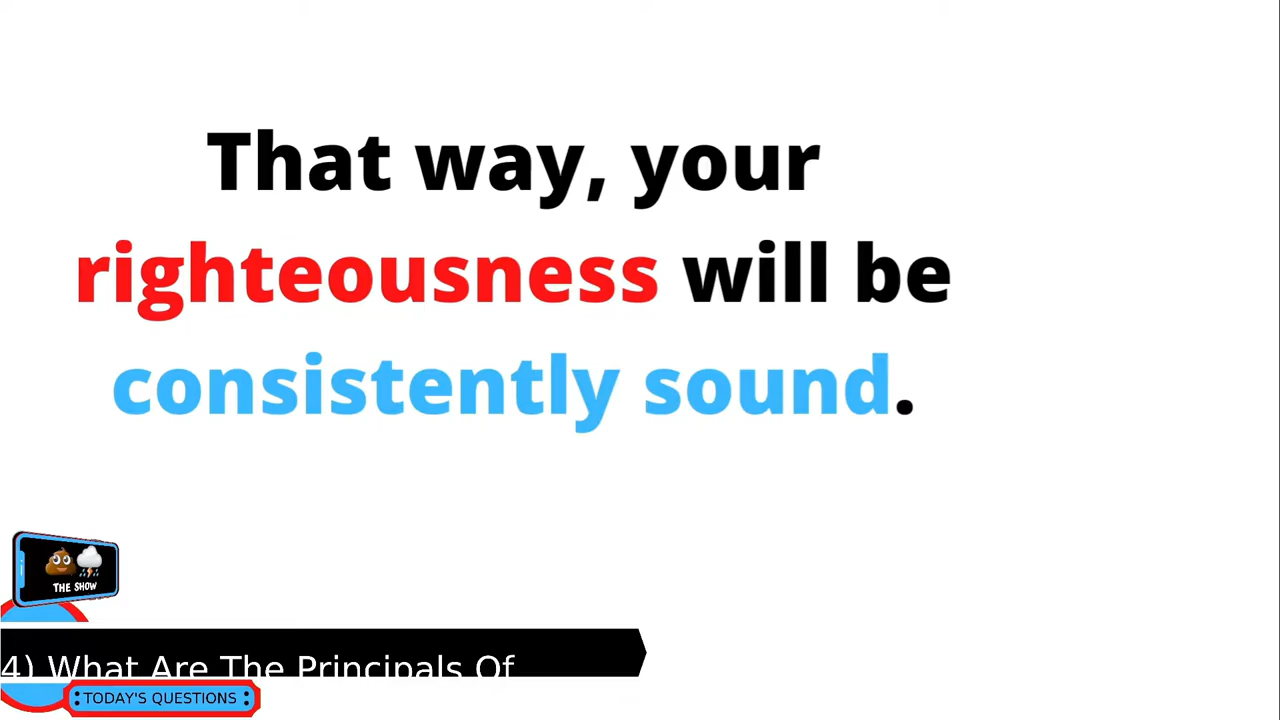 That way, your
righteousness will be
consistently sound.
THE SHOW
4) What Are The Principals Of
TODAY'S QUESTIONS